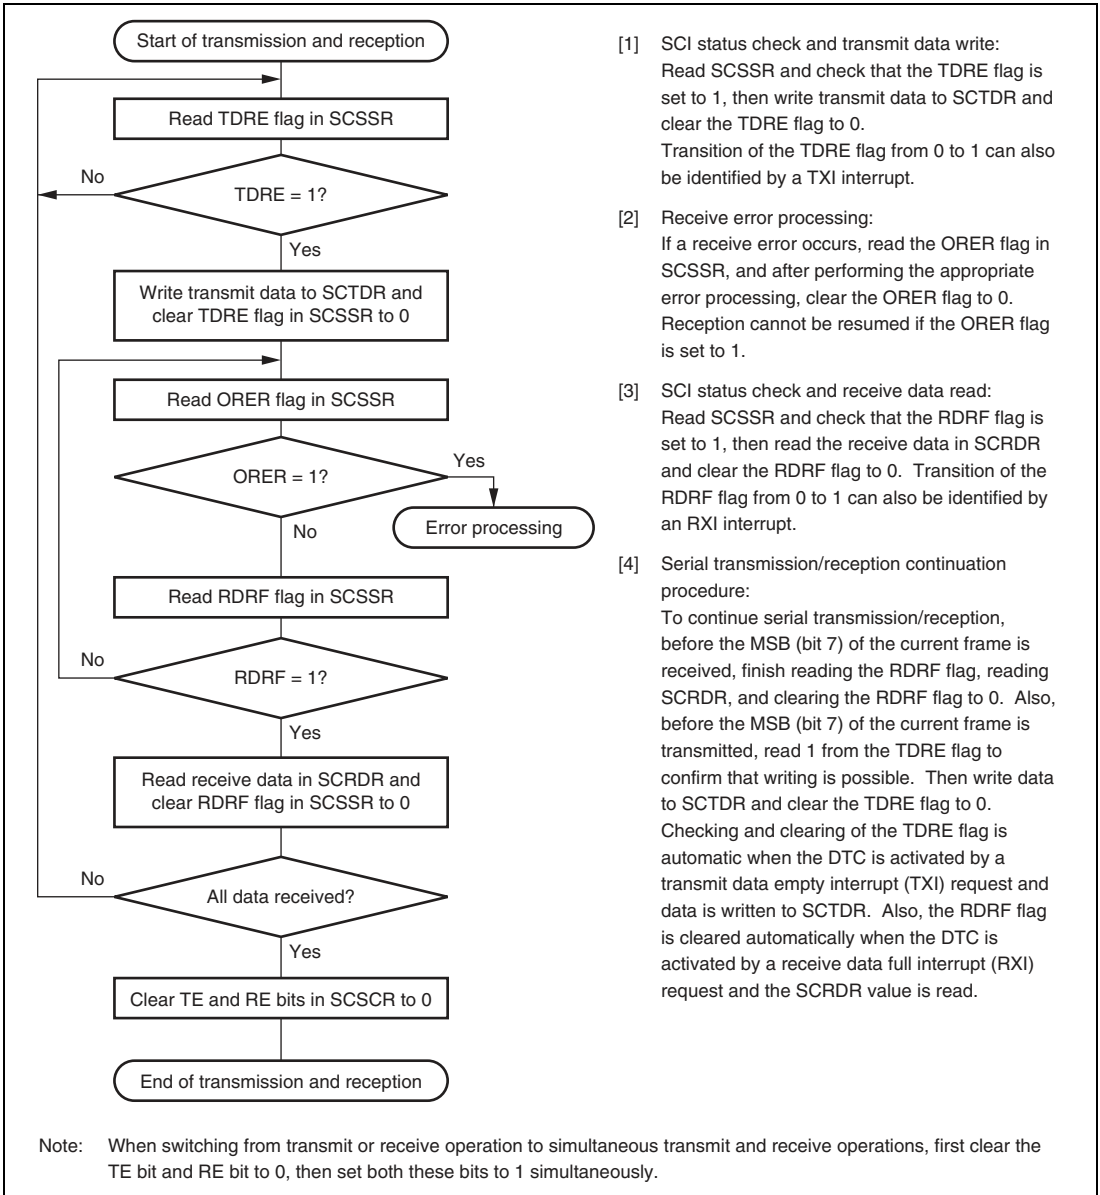 Start of transmission and reception
Read TDRE flag in SCSSR
No
TDRE = 1?
Yes
Write transmit data to SCTDR and
clear TDRE flag in SCSSR to 0
Read ORER flag in SCSSR
ORER = 1?
Yes
Error processing
No
Read RDRF flag in SCSSR
No
RDRF = 1?
Yes
Read receive data in SCRDR and
clear RDRF flag in SCSSR to 0
No
All data received?
Yes
Clear TE and RE bits in SCSCR to 0
End of transmission and reception
[1] SCI status check and transmit data write:
Read SCSSR and check that the TDRE flag is
set to 1, then write transmit data to SCTDR and
clear the TDRE flag to 0.
Transition of the TDRE flag from 0 to 1 can also
be identified by a TXI interrupt.
[2] Receive error processing:
If a receive error occurs, read the ORER flag in
SCSSR, and after performing the appropriate
error processing, clear the ORER flag to 0.
Reception cannot be resumed if the ORER flag
is set to 1.
[3] SCI status check and receive data read:
Read SCSSR and check that the RDRF flag is
set to 1, then read the receive data in SCRDR
and clear the RDRF flag to 0. Transition of the
RDRF flag from 0 to 1 can also be identified by
an RXI interrupt.
[4] Serial transmission/reception continuation
procedure:
To continue serial transmission/reception,
before the MSB (bit 7) of the current frame is
received, finish reading the RDRF flag, reading
SCRDR, and clearing the RDRF flag to 0. Also,
before the MSB (bit 7) of the current frame is
transmitted, read 1 from the TDRE flag to
confirm that writing is possible. Then write data
to SCTDR and clear the TDRE flag to 0.
Checking and clearing of the TDRE flag is
automatic when the DTC is activated by a
transmit data empty interrupt (TXI) request and
data is written to SCTDR. Also, the RDRF flag
is cleared automatically when the DTC is
activated by a receive data full interrupt (RXI)
request and the SCRDR value is read.
Note: When switching from transmit or receive operation to simultaneous transmit and receive operations, first clear the
TE bit and RE bit to 0, then set both these bits to 1 simultaneously.